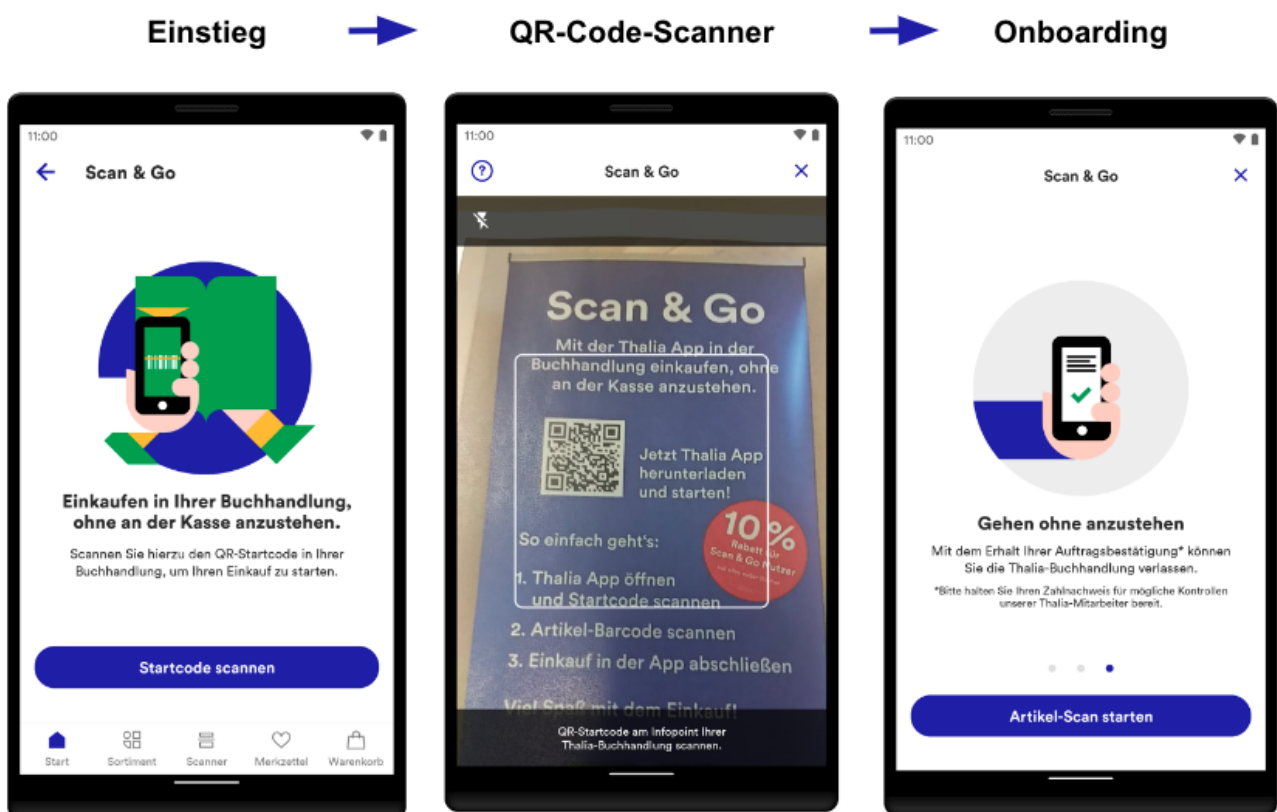 Einstieg
QR-Code-Scanner
Onboarding
11:00
Scan & Go
Einkaufen in Ihrer Buchhandlung,
ohne an der Kasse anzustehen.
Scannen Sie hierzu den QR-Startcode in Ihrer
Buchhandlung, um Ihren Einkauf zu starten.
Startcode scannen
Start
Sortiment
Scanner
Merkzettel
Warenkorb
11:00
?
Scan & Go
Scan & Go
Mit der Thalia App in der
Buchhandlung einkaufen, ohne
an der Kasse anzustehen.
Jetzt Thalia App
herunterladen
und starten!
10%
Rabatt für
Scan & Go Nutzer
So einfach geht's:
1. Thalia App öffnen
und Startcode scannen
2. Artikel-Barcode scannen
3. Einkauf in der App abschließen
Viel Spaß mit dem Einkauf!
QR-Startcode am Infopoint Ihrer
Thalia-Buchhandlung scannen.
11:00
Scan & Go
Gehen ohne anzustehen
Mit dem Erhalt Ihrer Auftragsbestätigung* können
Sie die Thalia-Buchhandlung verlassen.
*Bitte halten Sie Ihren Zahlnachweis für mögliche Kontrollen
unserer Thalia-Mitarbeiter bereit.
Artikel-Scan starten